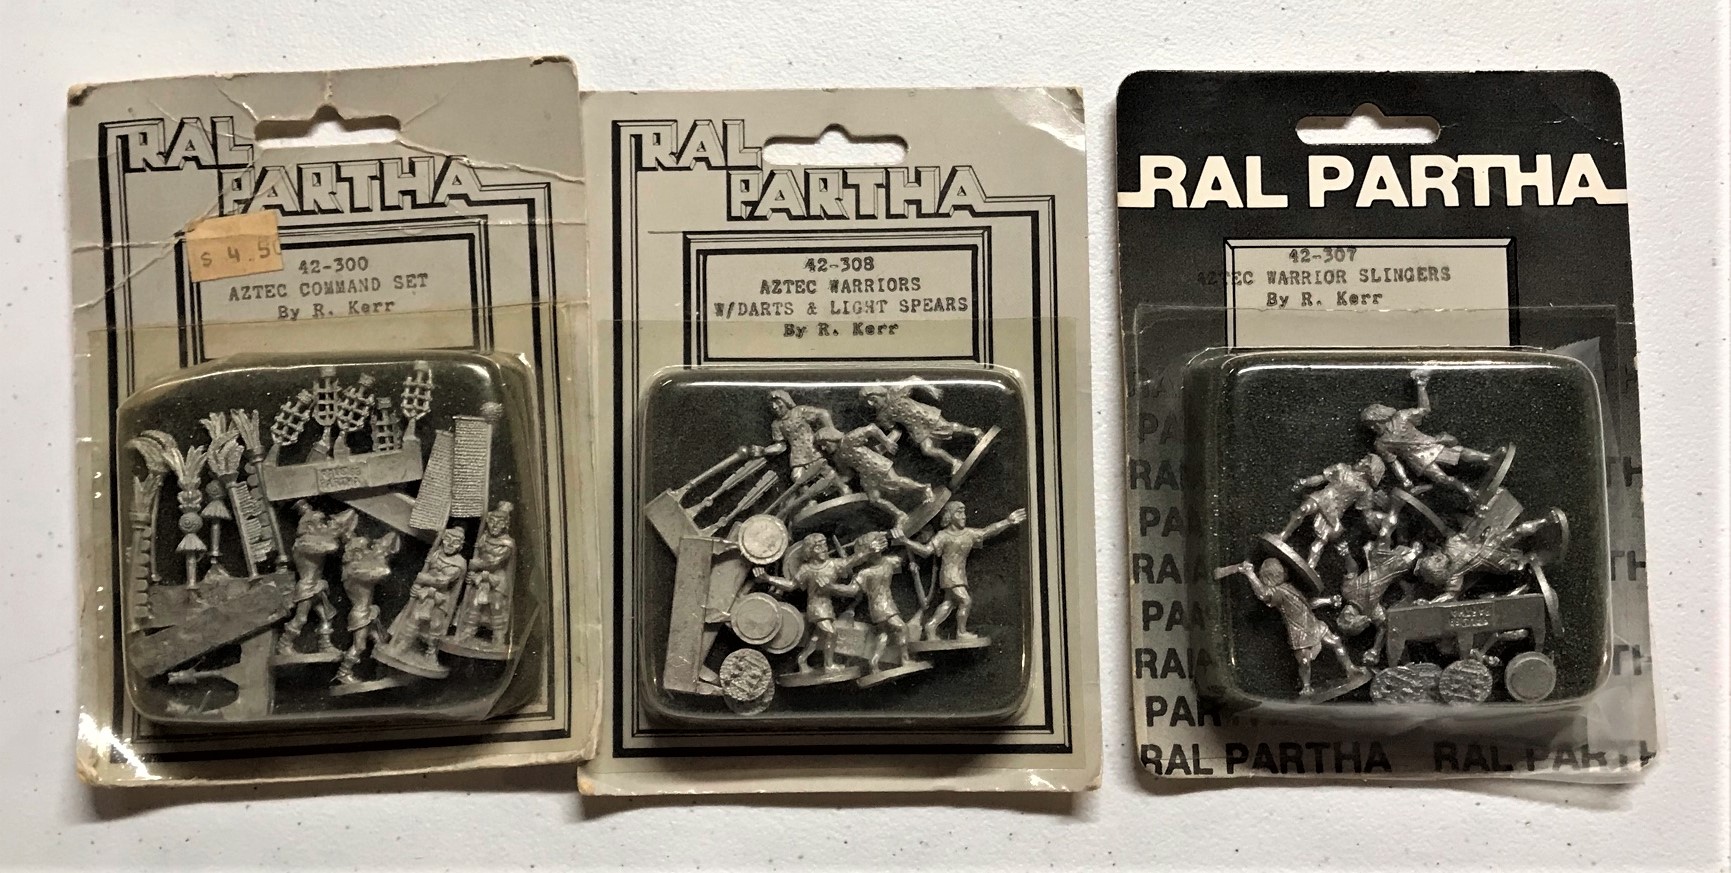 RAL
PARTHA
$ 4.50
42-300
AZTEC COMMAND SET
By R. Kerr
RAL
PARTHA
42-308
AZTEC WARRIORS
W/DARTS & LIGHT SPEARS
By R. Kerr
RAL PARTHA
42-307
AZTEC WARRIOR SLINGERS
By R. Kerr
RAL PARTHA RAL PARTH